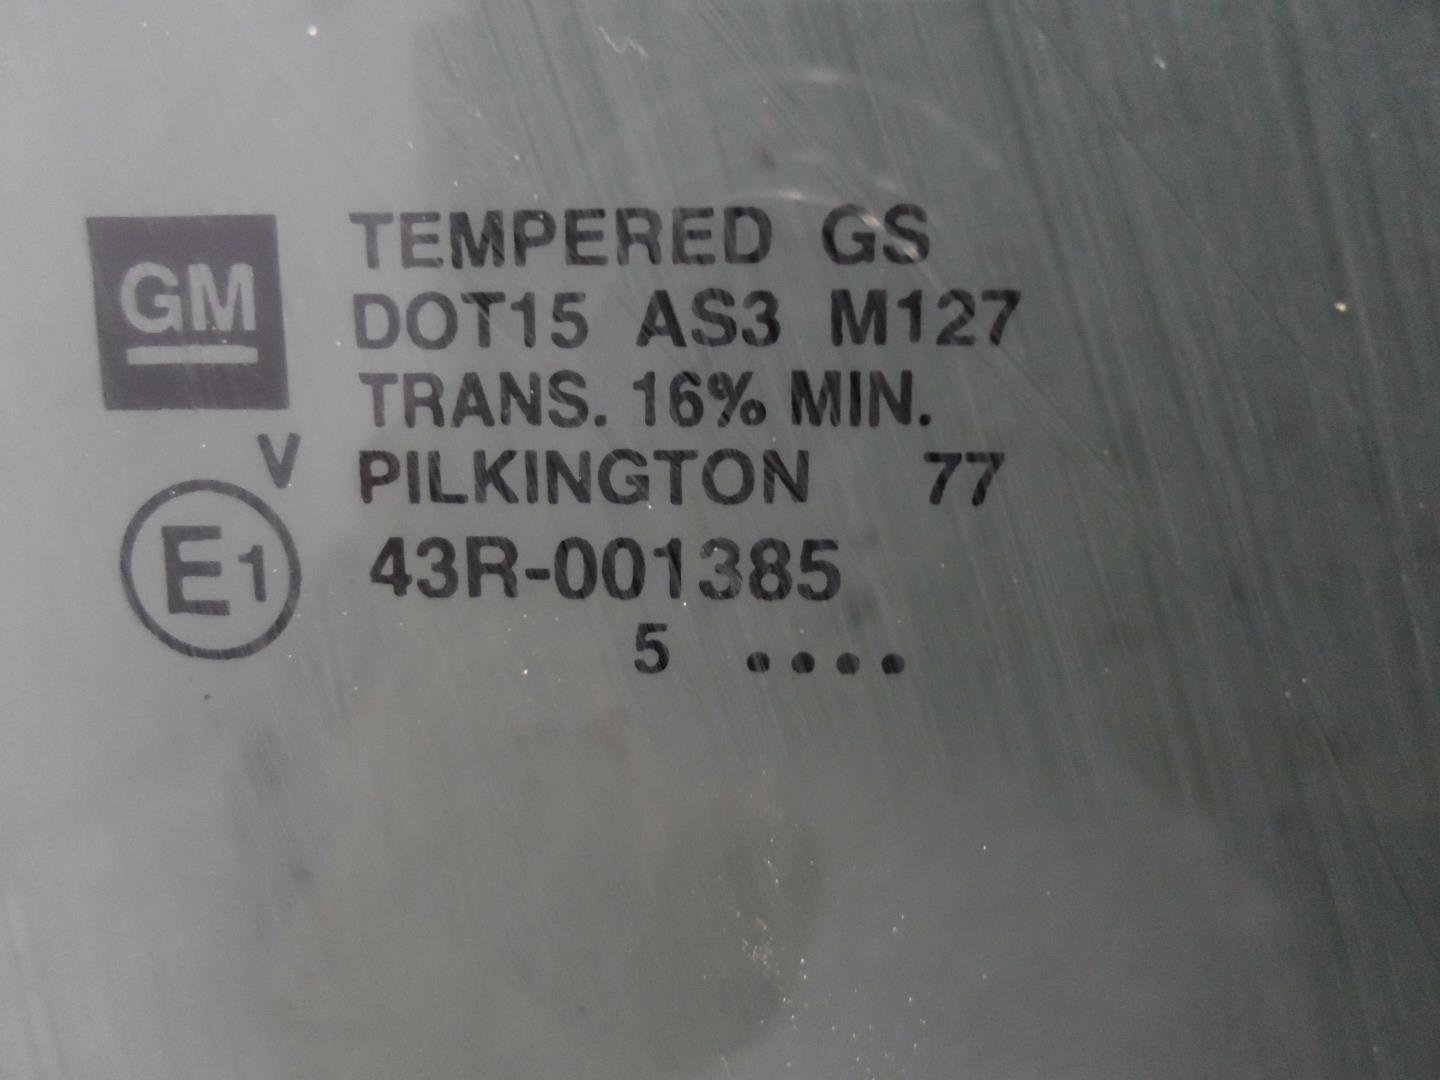 GM
TEMPERED GS
DOT15 AS3 M127
TRANS. 16% MIN.
V
PILKINGTON 77
E1
43R-001385
5 ....